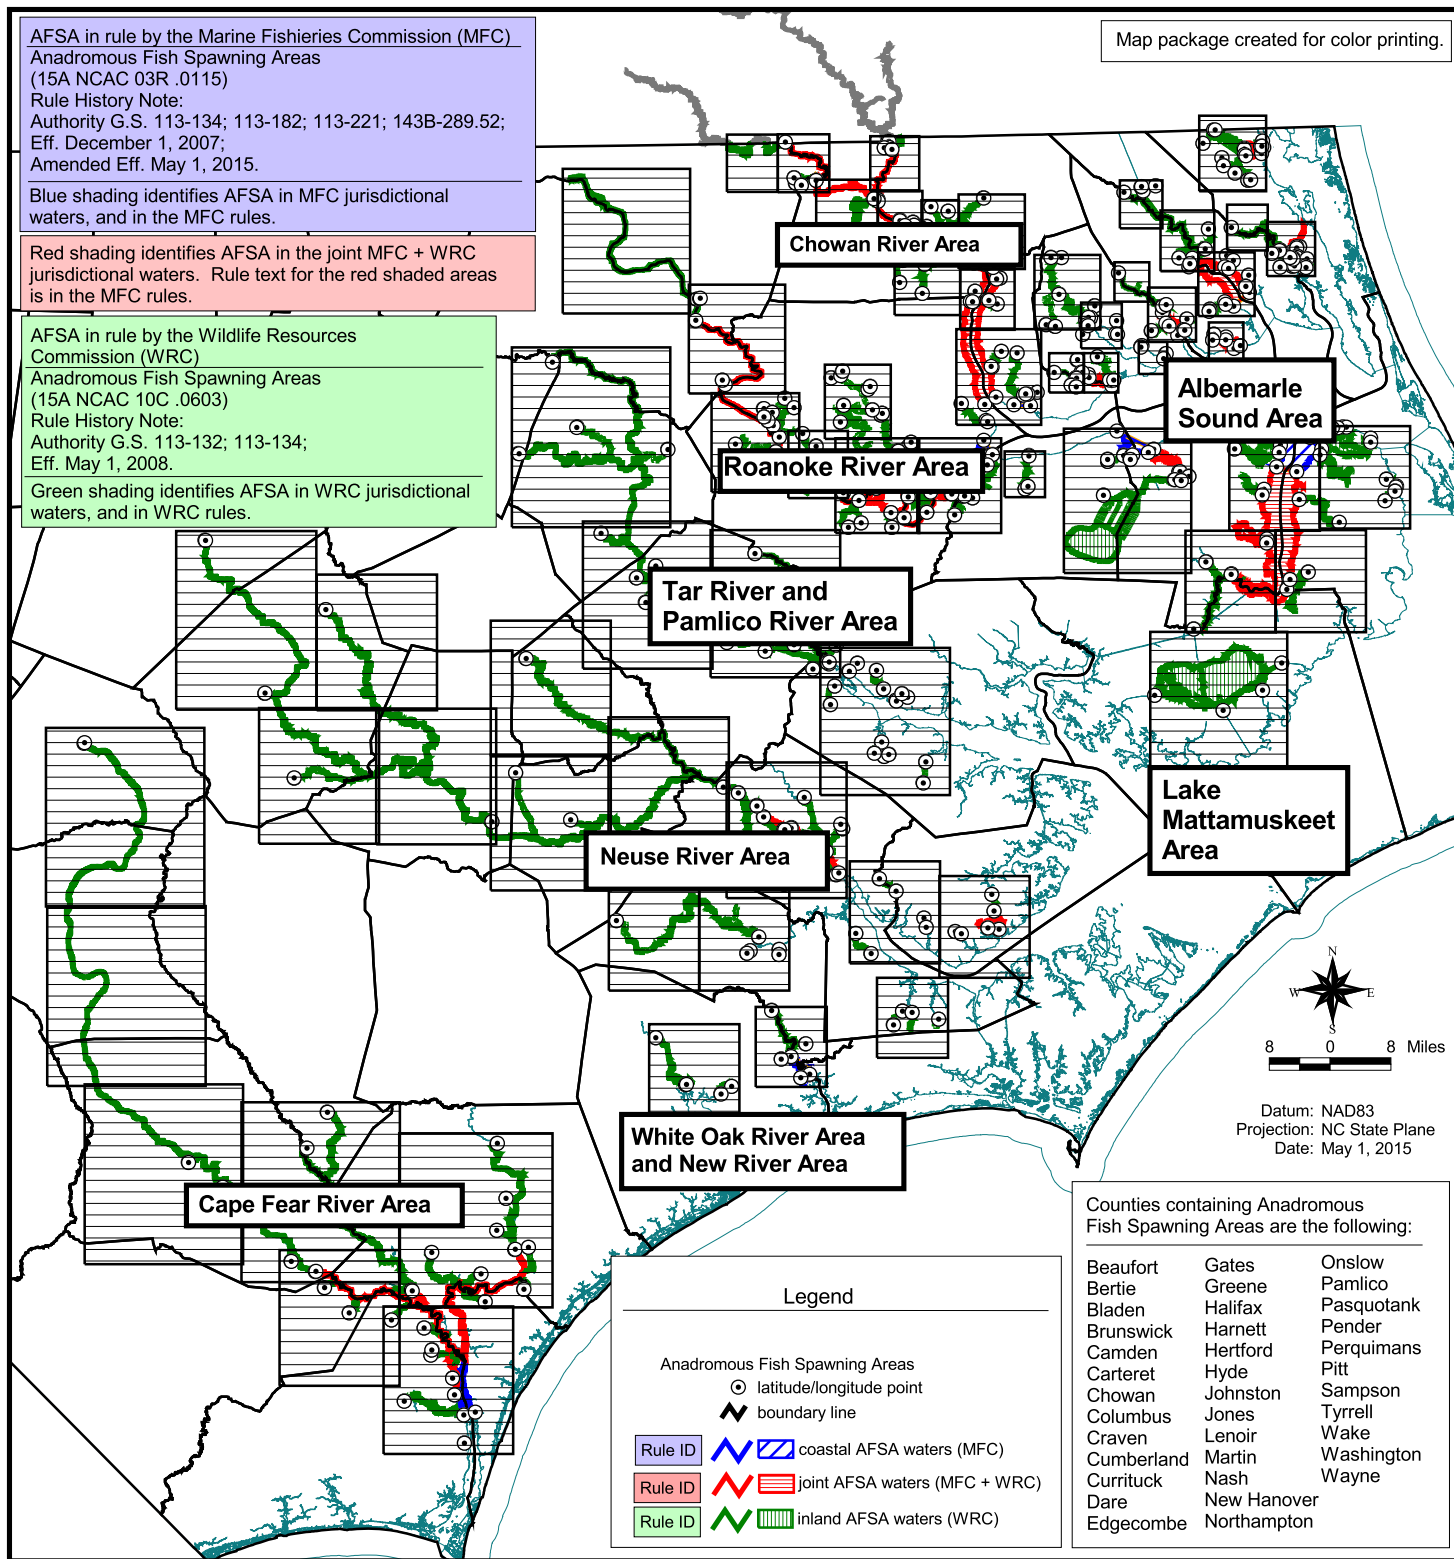 AFSA in rule by the Marine Fishieries Commission (MFC)
Anadromous Fish Spawning Areas
(15A NCAC 03R .0115)
Rule History Note:
Authority G.S. 113-134; 113-182; 113-221; 143B-289.52;
Eff. December 1, 2007;
Amended Eff. May 1, 2015.
Blue shading identifies AFSA in MFC jurisdictional
waters, and in the MFC rules.
Red shading identifies AFSA in the joint MFC + WRC
jurisdictional waters.  Rule text for the red shaded areas
is in the MFC rules.
AFSA in rule by the Wildlife Resources
Commission (WRC)
Anadromous Fish Spawning Areas
(15A NCAC 10C .0603)
Rule History Note:
Authority G.S. 113-132; 113-134;
Eff. May 1, 2008.
Green shading identifies AFSA in WRC jurisdictional
waters, and in WRC rules.
Map package created for color printing.
Chowan River Area
Albemarle
Sound Area
Roanoke River Area
Tar River and
Pamlico River Area
Lake
Mattamuskeet
Area
Neuse River Area
White Oak River Area
and New River Area
Cape Fear River Area
N
W E
S
8 0 8 Miles
Datum: NAD83
Projection: NC State Plane
Date: May 1, 2015
Legend
Anadromous Fish Spawning Areas
latitude/longitude point
boundary line
Rule ID coastal AFSA waters (MFC)
Rule ID joint AFSA waters (MFC + WRC)
Rule ID inland AFSA waters (WRC)
Counties containing Anadromous
Fish Spawning Areas are the following:
Beaufort
Bertie
Bladen
Brunswick
Camden
Carteret
Chowan
Columbus
Craven
Cumberland
Currituck
Dare
Edgecombe
Gates
Greene
Halifax
Harnett
Hertford
Hyde
Johnston
Jones
Lenoir
Martin
Nash
New Hanover
Northampton
Onslow
Pamlico
Pasquotank
Pender
Perquimans
Pitt
Sampson
Tyrrell
Wake
Washington
Wayne